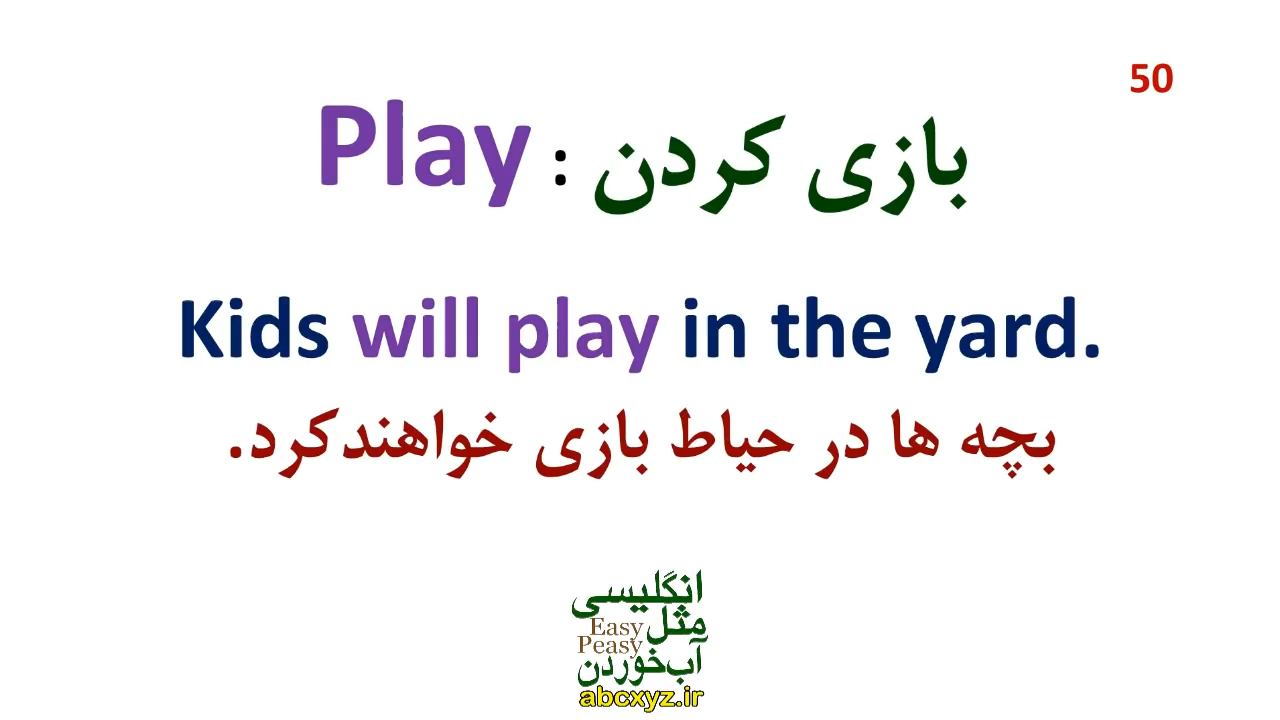 50
Play : بازی کردن
Kids will play in the yard.
بچه ها در حیاط بازی خواهندکرد.
انگلیسی
مثل Easy
Peasy
آب‌خوردن
abcxyz.ir